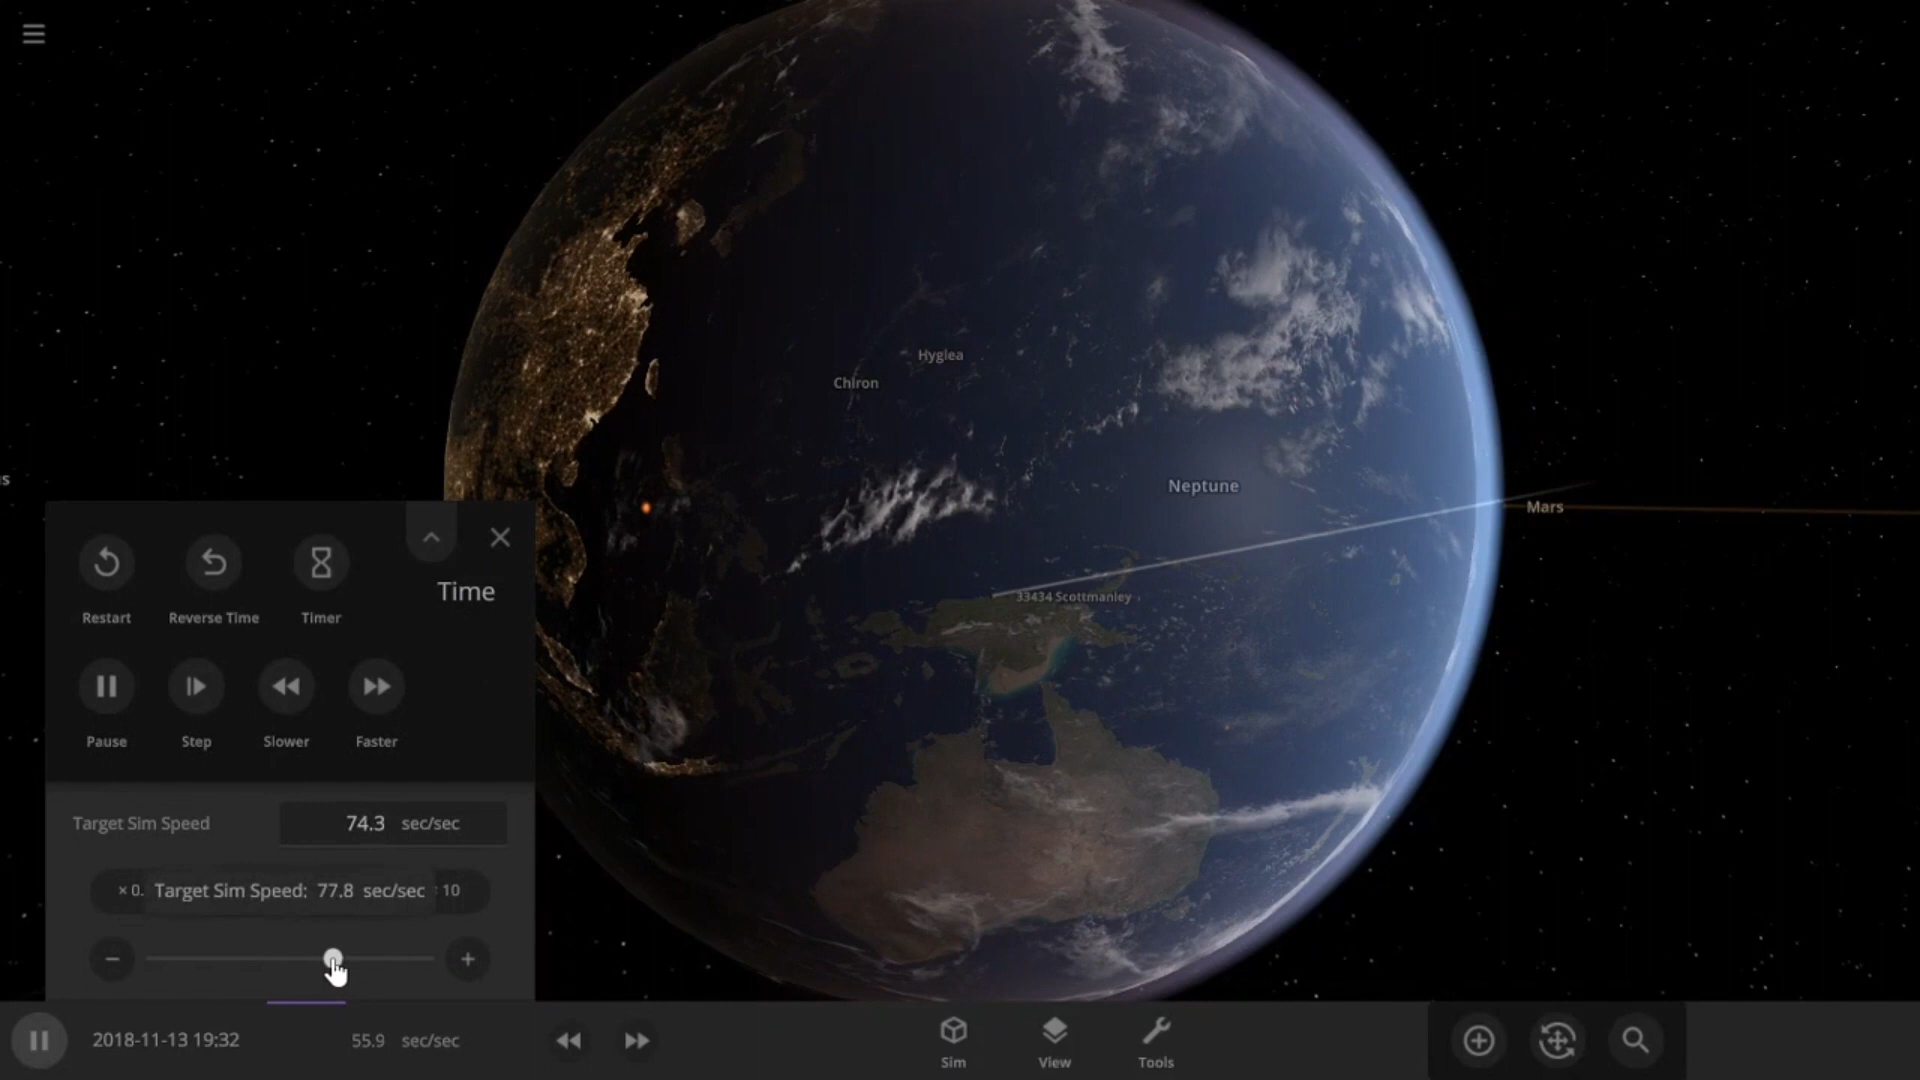 Hyglea
Chiron
s
Neptune
Mars
Time
Restart Reverse Time Timer
33434 Scottmanley
Pause Step Slower Faster
Target Sim Speed 74.3 sec/sec
× 0. Target Sim Speed: 77.8 sec/sec 10
2018-11-13 19:32 55.9 sec/sec
Sim View Tools